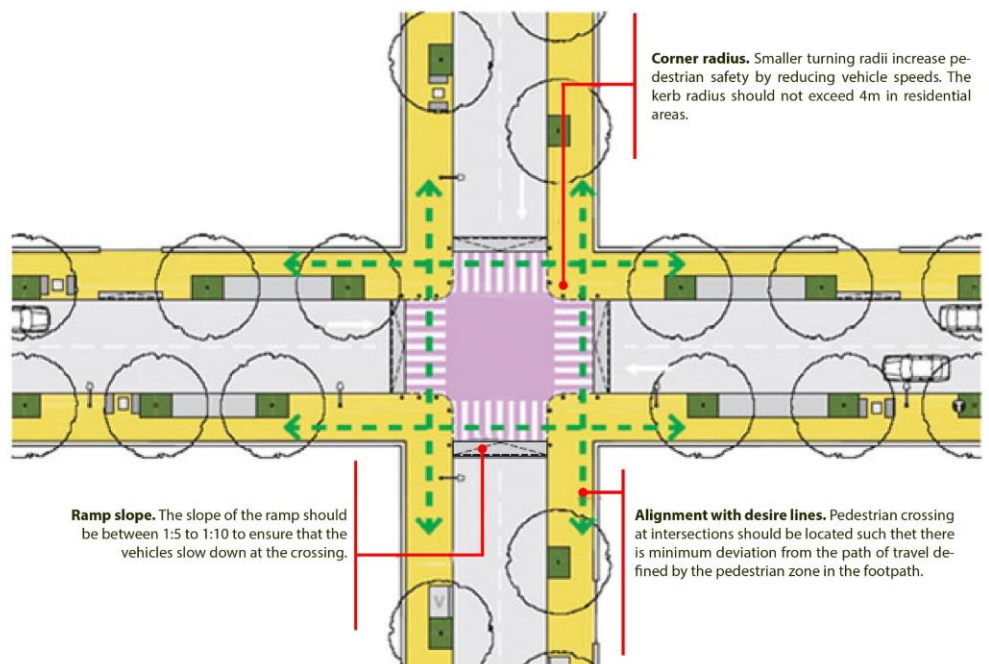 Corner radius. Smaller turning radii increase pe-
destrian safety by reducing vehicle speeds. The
kerb radius should not exceed 4m in residential
areas.
Ramp slope. The slope of the ramp should
be between 1:5 to 1:10 to ensure that the
vehicles slow down at the crossing.
Alignment with desire lines. Pedestrian crossing
at intersections should be located such thet there
is minimum deviation from the path of travel de-
fined by the pedestrian zone in the footpath.
V